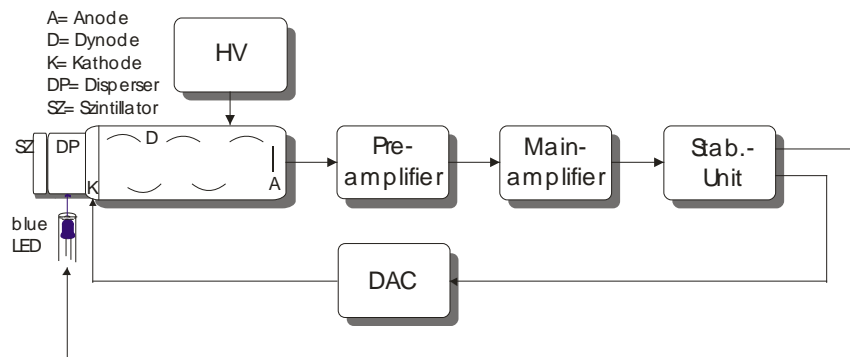 A= Anode
D= Dynode
K= Kathode
DP= Disperser
SZ= Szintillator
HV
SZ
DP
D
K
A
Pre-
amplifier
Main-
amplifier
Stab.-
Unit
blue
LED
DAC